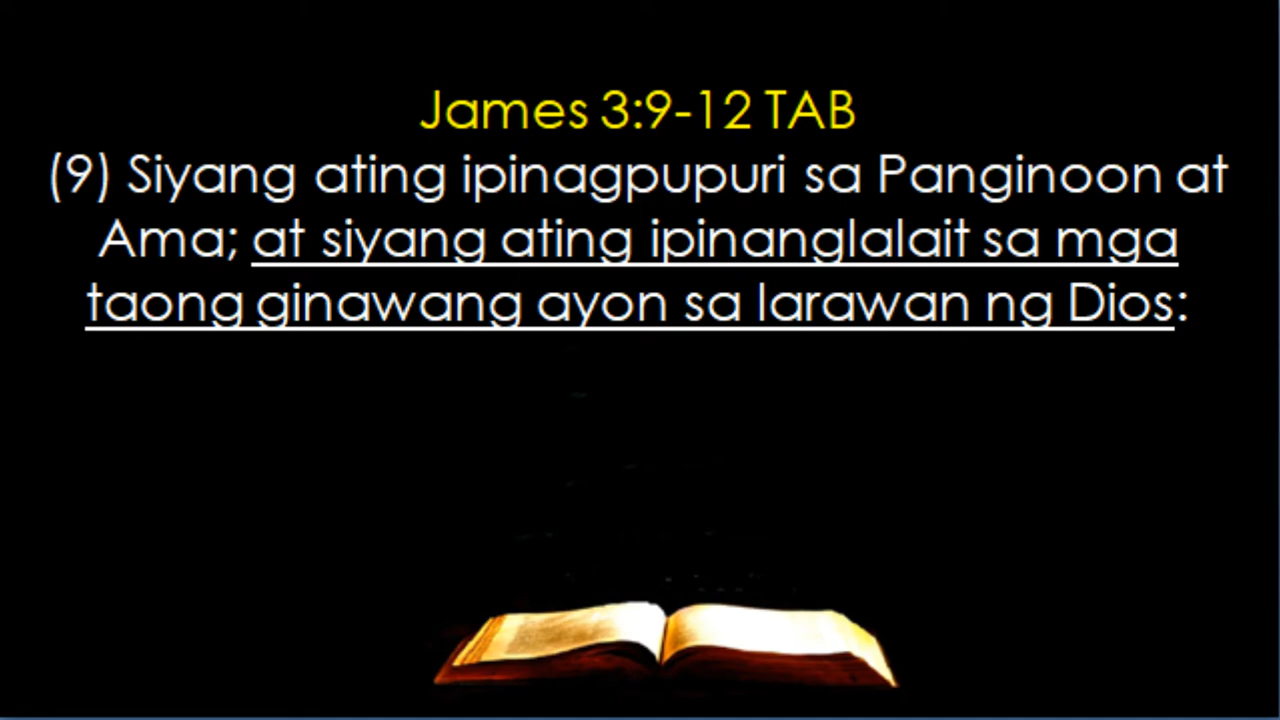 James 3:9-12 TAB
(9) Siyang ating ipinagpupuri sa Panginoon at
Ama; at siyang ating ipinanglalait sa mga
taong ginawang ayon sa larawan ng Dios: